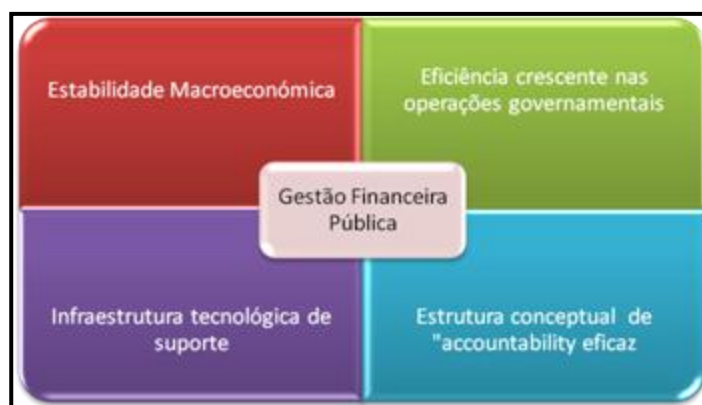 Estabilidade Macroeconómica
Eficiência crescente nas
operações governamentais
Gestão Financeira
Pública
Infraestrutura tecnológica de
suporte
Estrutura conceptual de
"accountability eficaz